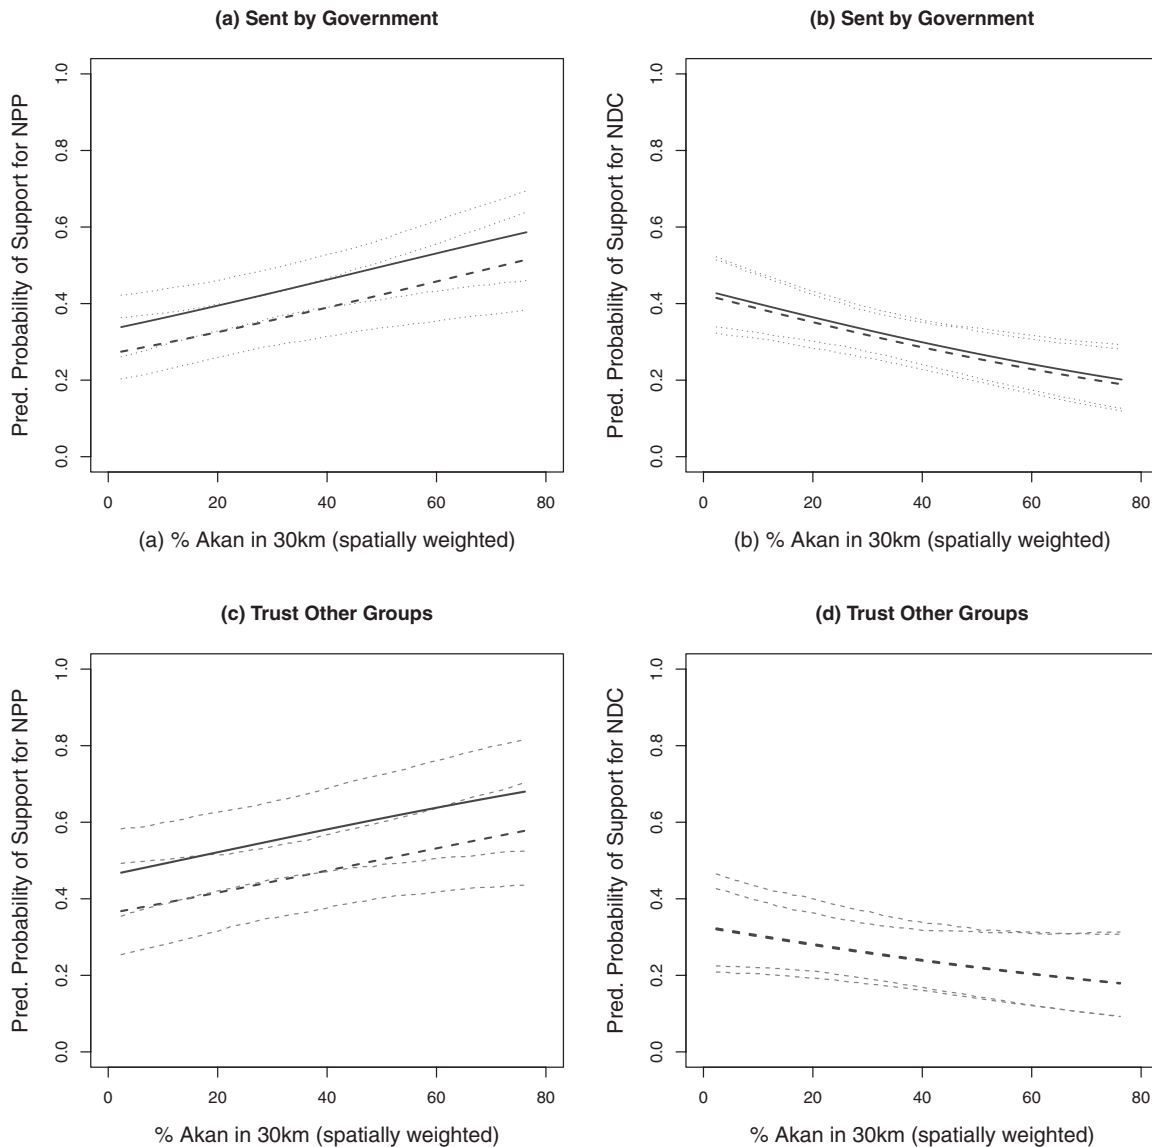 (a) Sent by Government
Pred. Probability of Support for NPP
1.0
0.8
0.6
0.4
0.2
0.0
0 20 40 60 80
(a) % Akan in 30km (spatially weighted)
(b) Sent by Government
Pred. Probability of Support for NDC
1.0
0.8
0.6
0.4
0.2
0.0
0 20 40 60 80
(b) % Akan in 30km (spatially weighted)
(c) Trust Other Groups
Pred. Probability of Support for NPP
1.0
0.8
0.6
0.4
0.2
0.0
0 20 40 60 80
% Akan in 30km (spatially weighted)
(d) Trust Other Groups
Pred. Probability of Support for NDC
1.0
0.8
0.6
0.4
0.2
0.0
0 20 40 60 80
% Akan in 30km (spatially weighted)